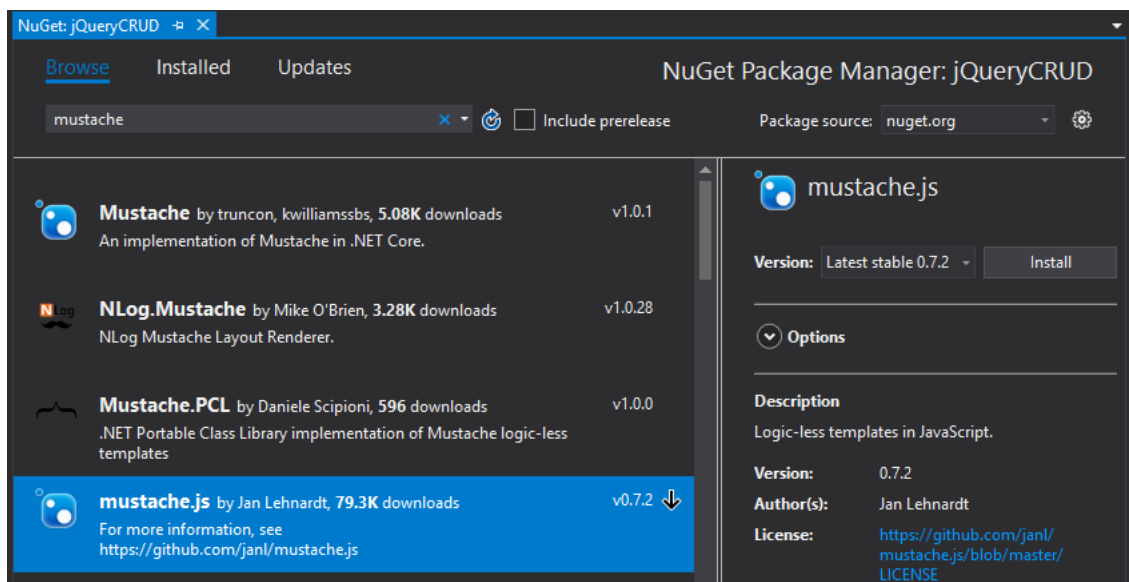 NuGet: jQueryCRUD
Browse Installed Updates
NuGet Package Manager: jQueryCRUD
mustache
Include prerelease
Package source: nuget.org
Mustache by truncon, kwilliamssbs, 5.08K downloads v1.0.1
An implementation of Mustache in .NET Core.
NLog
NLog.Mustache by Mike O'Brien, 3.28K downloads v1.0.28
NLog Mustache Layout Renderer.
Mustache.PCL by Daniele Scipioni, 596 downloads v1.0.0
.NET Portable Class Library implementation of Mustache logic-less
templates
mustache.js by Jan Lehnardt, 79.3K downloads v0.7.2
For more information, see
https://github.com/janl/mustache.js
mustache.js
Version: Latest stable 0.7.2 Install
Options
Description
Logic-less templates in JavaScript.
Version: 0.7.2
Author(s): Jan Lehnardt
License: https://github.com/janl/
mustache.js/blob/master/
LICENSE